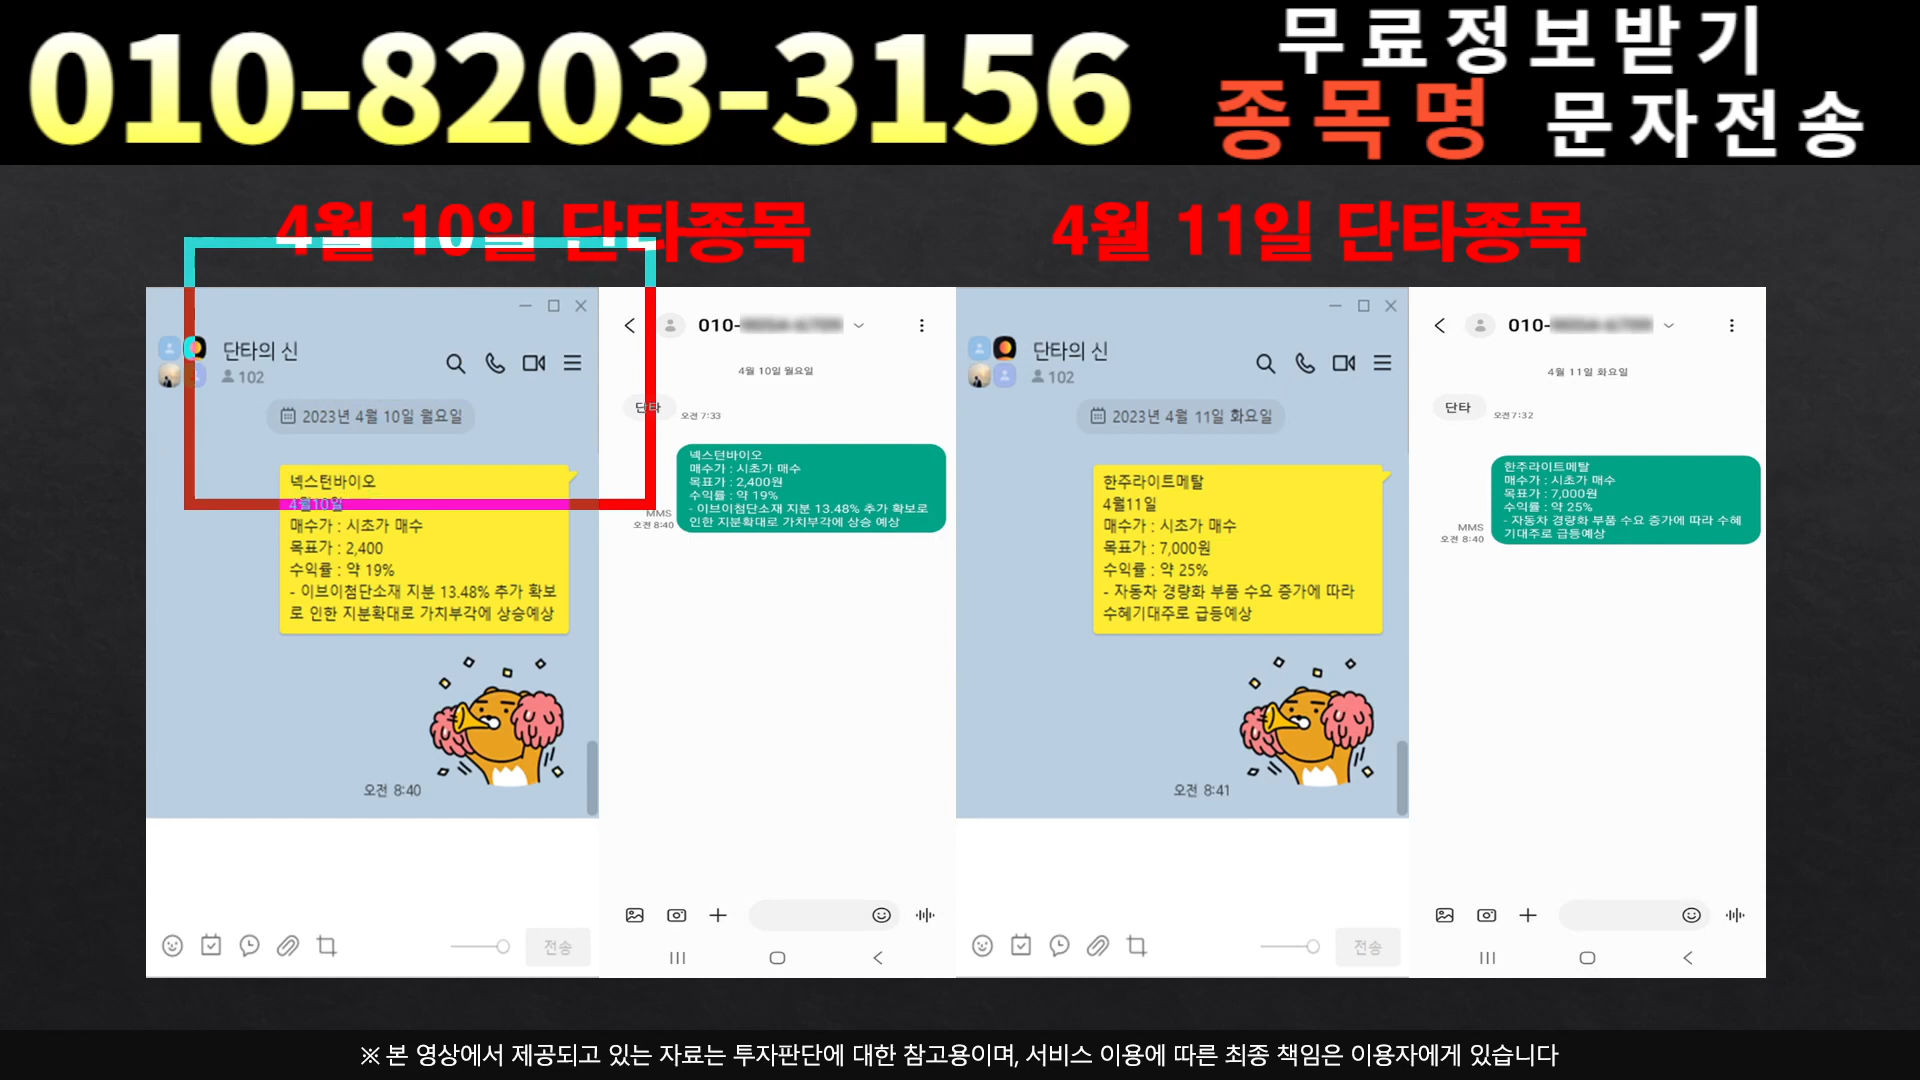 010-8203-3156
무료정보받기
종목명 문자전송
4월 10일 단타종목
4월 11일 단타종목
단타의 신
102
2023년 4월 10일 월요일
넥스턴바이오
4월10일
매수가 : 시초가 매수
목표가 : 2,400
수익률 : 약 19%
- 이브이첨단소재 지분 13.48% 추가 확보
로 인한 지분확대로 가치부각에 상승예상
오전 8:40
전송
010-
4월 10일 월요일
단타
오전 7:33
넥스턴바이오
매수가 : 시초가 매수
목표가 : 2,400원
수익률 : 약 19%
- 이브이첨단소재 지분 13.48% 추가 확보로
인한 지분확대로 가치부각에 상승 예상
MMS
오전 8:40
단타의 신
102
2023년 4월 11일 화요일
한주라이트메탈
4월11일
매수가 : 시초가 매수
목표가 : 7,000원
수익률 : 약 25%
- 자동차 경량화 부품 수요 증가에 따라
수혜기대주로 급등예상
오전 8:41
전송
010-
4월 11일 화요일
단타
오전 7:32
한주라이트메탈
매수가 : 시초가 매수
목표가 : 7,000원
수익률 : 약 25%
- 자동차 경량화 부품 수요 증가에 따라 수혜
기대주로 급등예상
MMS
오전 8:40
※ 본 영상에서 제공되고 있는 자료는 투자판단에 대한 참고용이며, 서비스 이용에 따른 최종 책임은 이용자에게 있습니다